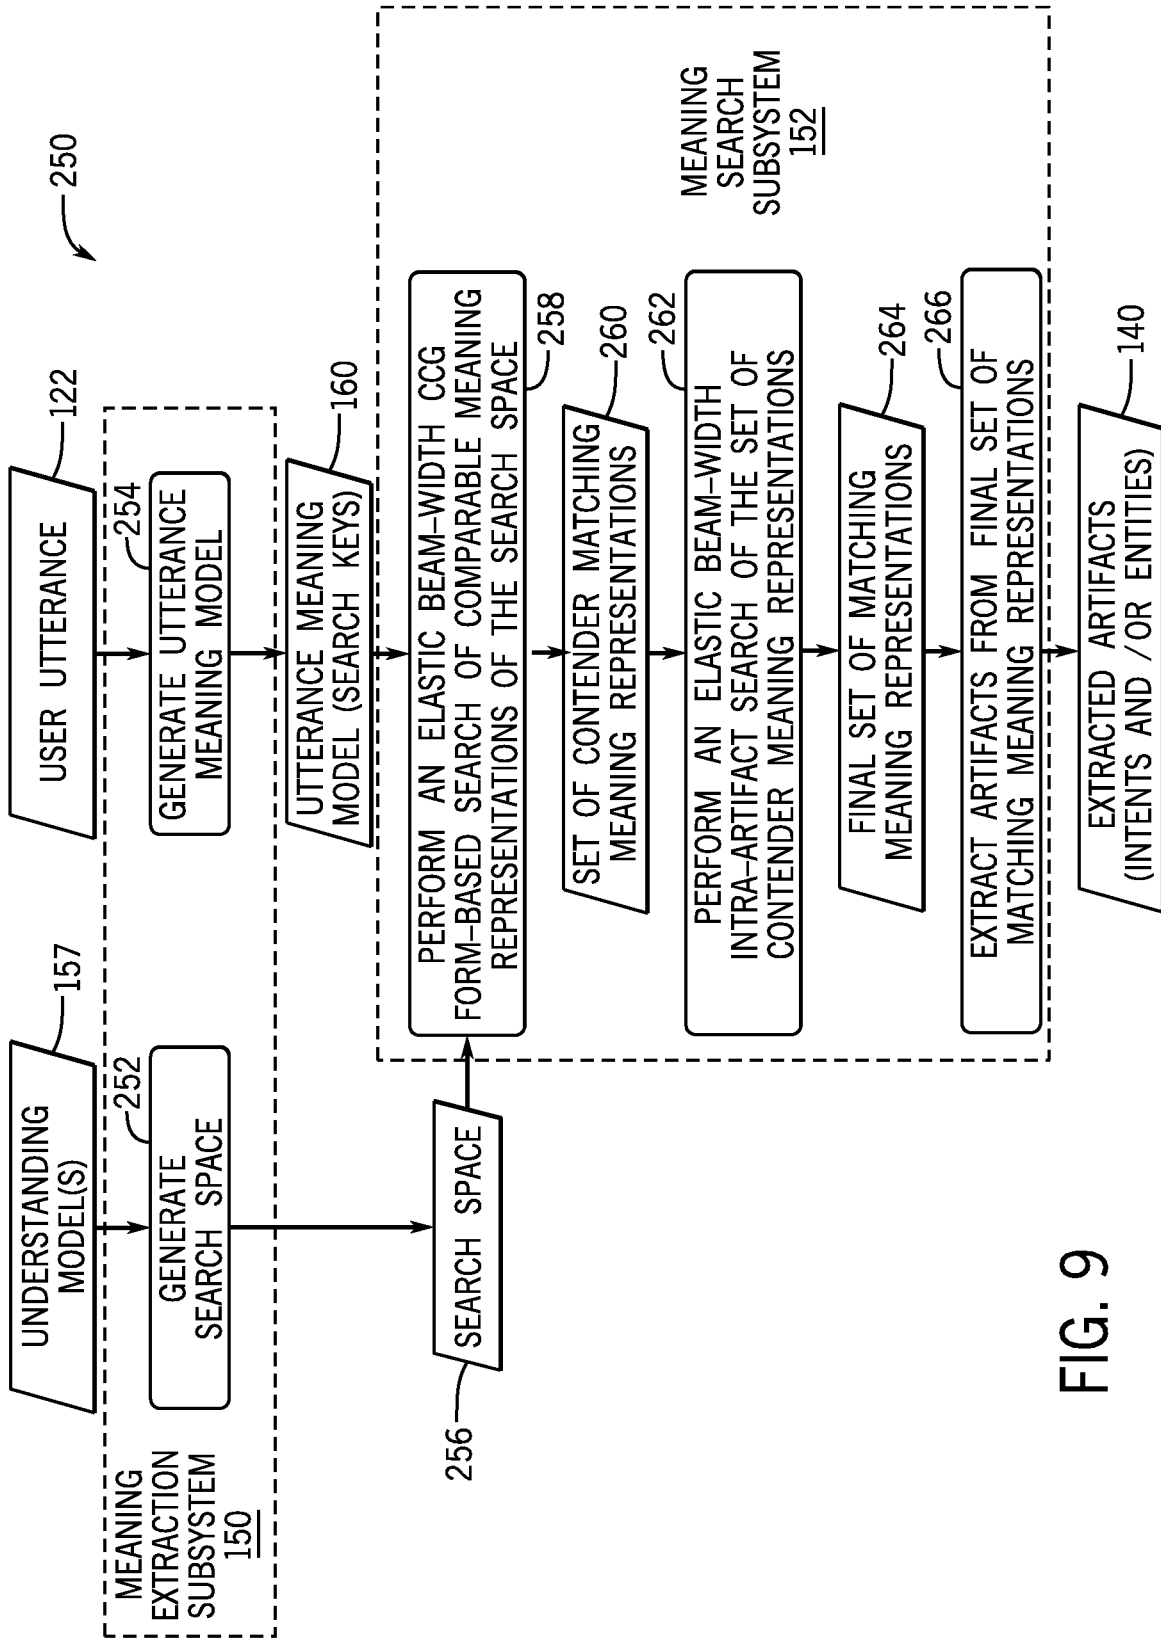 250
UNDERSTANDING
MODEL(S)
157
USER UTTERANCE
122
MEANING
EXTRACTION
SUBSYSTEM
150
252
GENERATE
SEARCH SPACE
254
GENERATE UTTERANCE
MEANING MODEL
UTTERANCE MEANING
MODEL (SEARCH KEYS)
160
SEARCH SPACE
256
PERFORM AN ELASTIC BEAM-WIDTH CCG
FORM-BASED SEARCH OF COMPARABLE MEANING
REPRESENTATIONS OF THE SEARCH SPACE
258
MEANING
SEARCH
SUBSYSTEM
152
SET OF CONTENDER MATCHING
MEANING REPRESENTATIONS
260
PERFORM AN ELASTIC BEAM-WIDTH
INTRA-ARTIFACT SEARCH OF THE SET OF
CONTENDER MEANING REPRESENTATIONS
262
FINAL SET OF MATCHING
MEANING REPRESENTATIONS
264
EXTRACT ARTIFACTS FROM FINAL SET OF
MATCHING MEANING REPRESENTATIONS
266
EXTRACTED ARTIFACTS
(INTENTS AND /OR ENTITIES)
140
FIG. 9